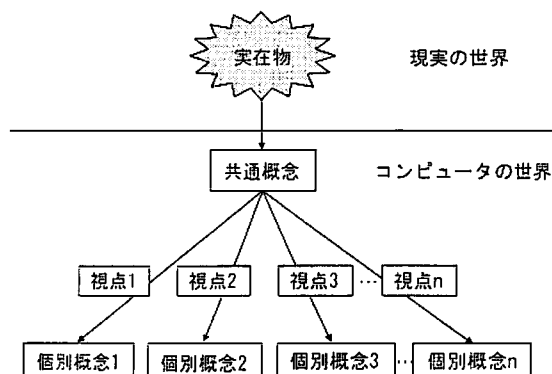 実在物
現実の世界
共通概念
コンピュータの世界
視点1 視点2 視点3 … 視点n
個別概念1 個別概念2 個別概念3 … 個別概念n